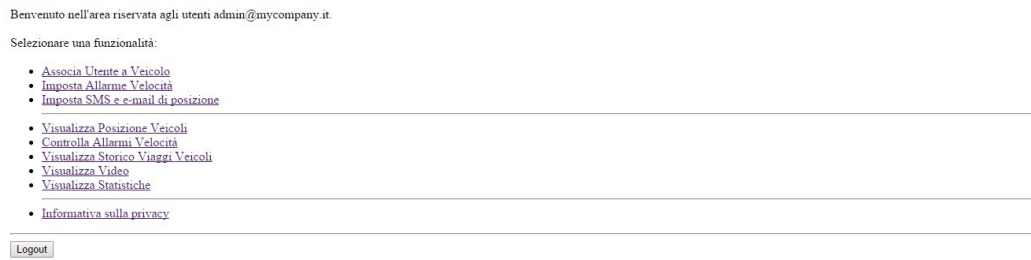 Benvenuto nell'area riservata agli utenti admin@mycompany.it.
Selezionare una funzionalità:
Associa Utente a Veicolo
Imposta Allarme Velocità
Imposta SMS e e-mail di posizione
Visualizza Posizione Veicoli
Controlla Allarmi Velocità
Visualizza Storico Viaggi Veicoli
Visualizza Video
Visualizza Statistiche
Informativa sulla privacy
Logout